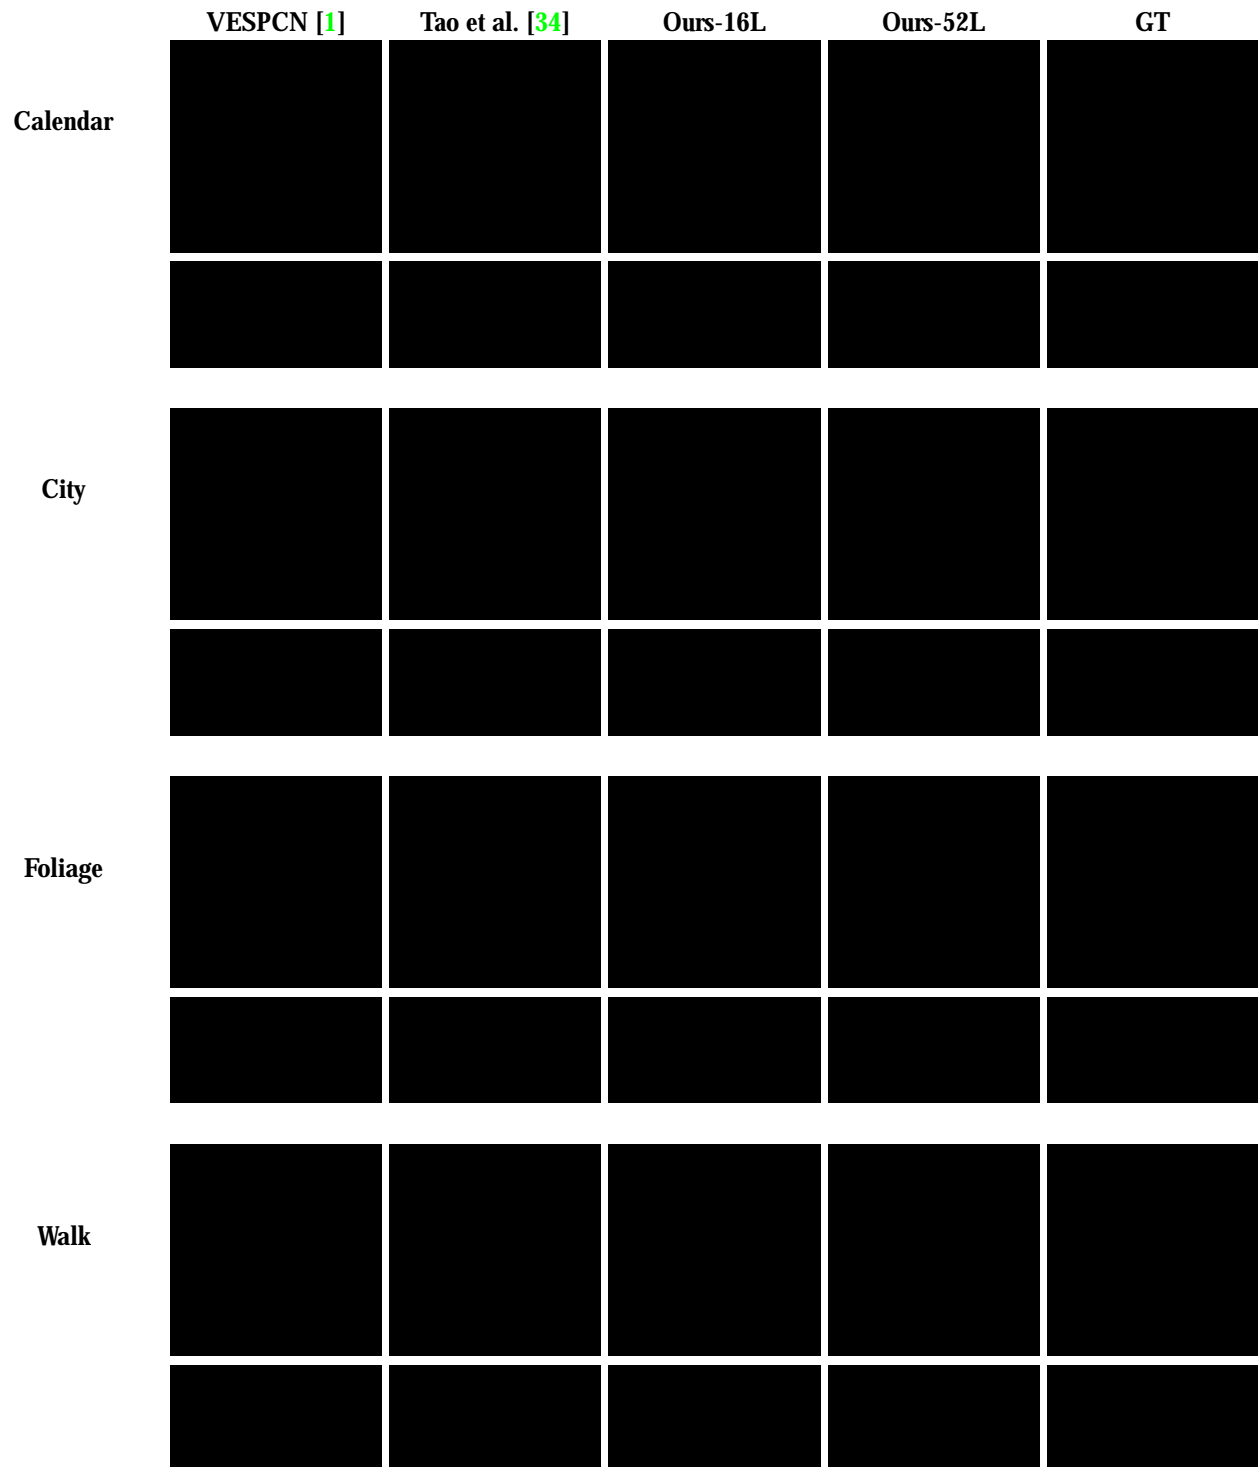 VESPCN [1] Tao et al. [34] Ours-16L Ours-52L GT
Calendar
City
Foliage
Walk